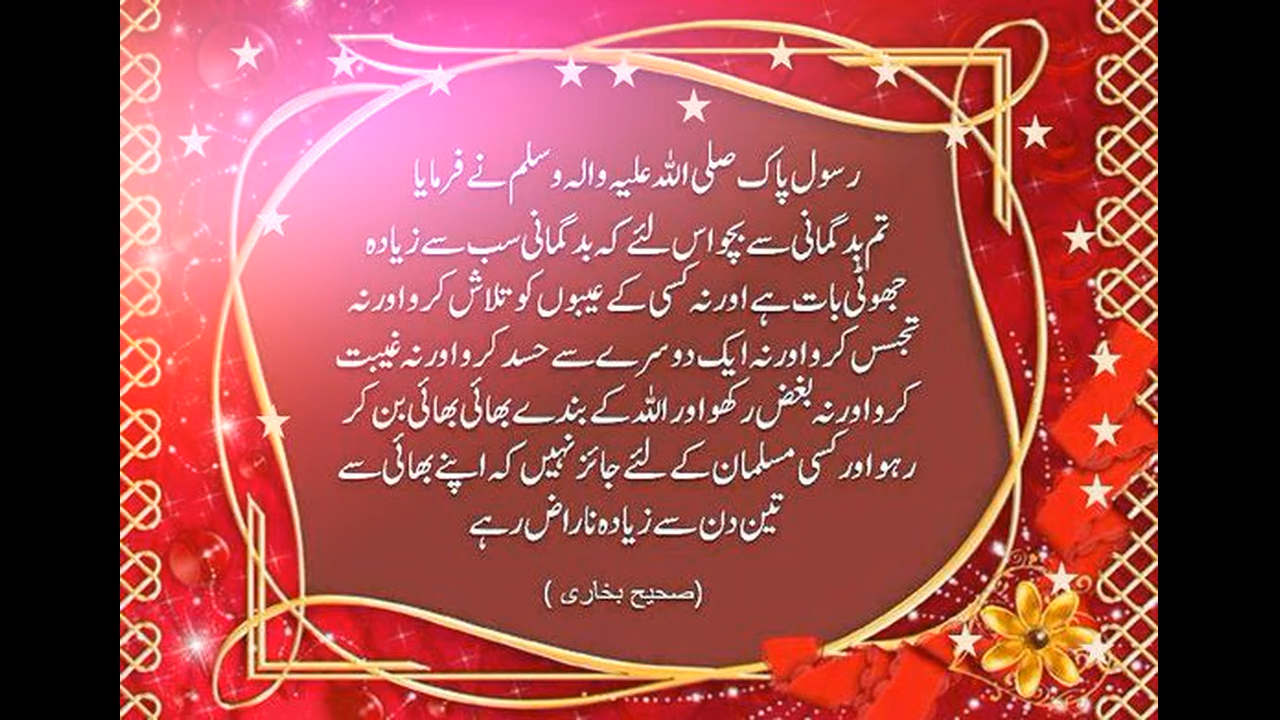 رسول پاک صلی اللہ علیہ والہ وسلم نے فرمایا
تم بدگمانی سے بچو اس لئے کہ بدگمانی سب سے زیادہ
جھوٹی بات ہے اور نہ کسی کے عیبوں کو تلاش کرو اور نہ
تجسس کرو اور نہ ایک دوسرے سے حسد کرو اور نہ غیبت
کرو اور نہ بغض رکھو اور اللہ کے بندے بھائی بھائی بن کر
رہو اور کسی مسلمان کے لئے جائز نہیں کہ اپنے بھائی سے
تین دن سے زیادہ ناراض رہے
(صحیح بخاری )